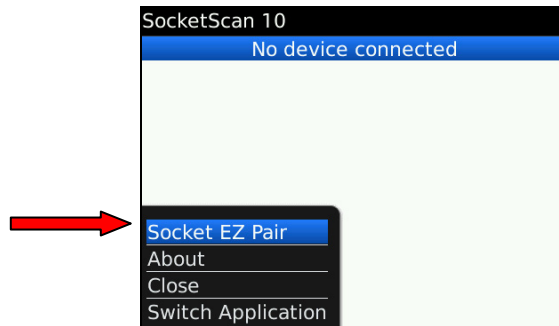 SocketScan 10
No device connected
Socket EZ Pair
About
Close
Switch Application